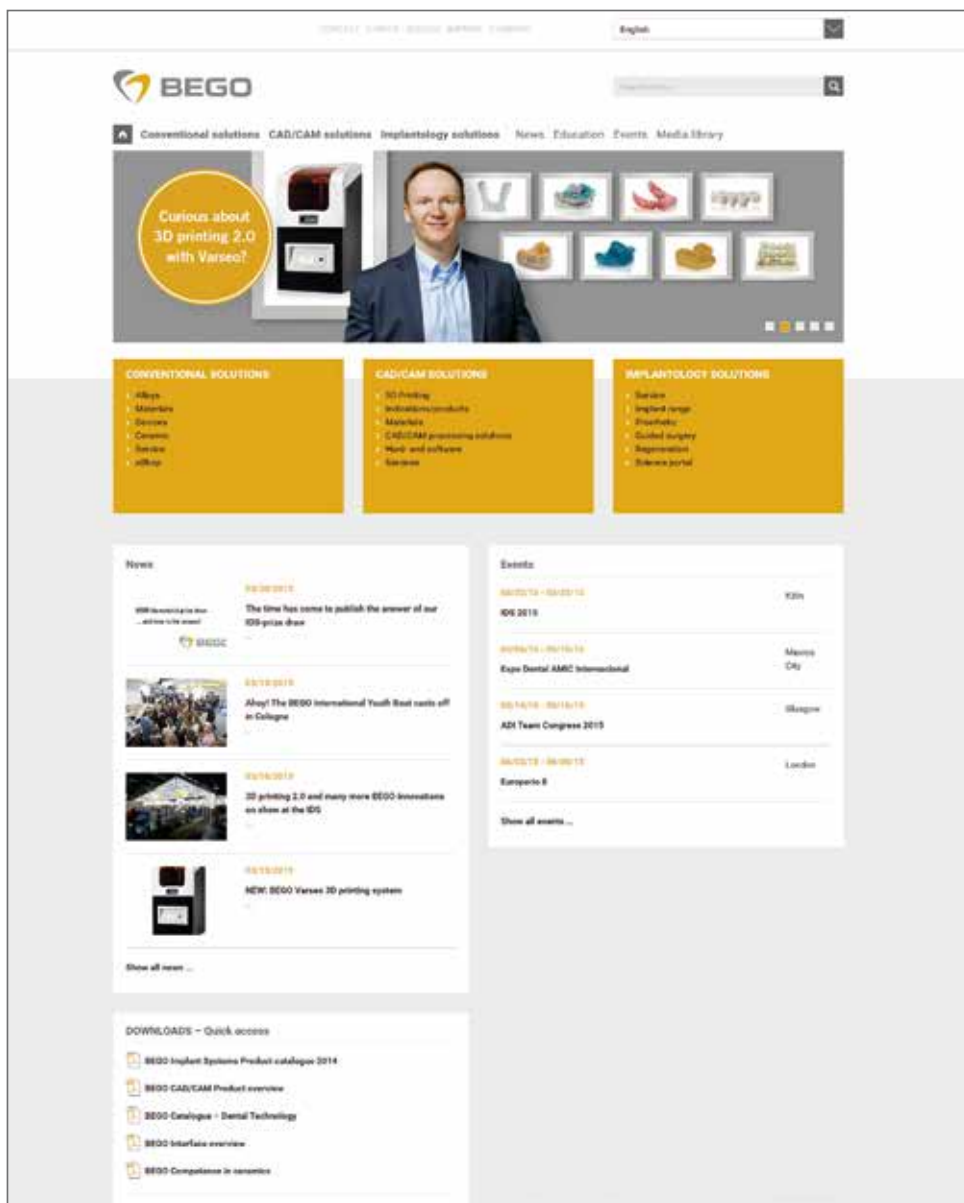 English
BEGO
Conventional solutions CAD/CAM solutions Implantology solutions News Education Events Media library
Curious about
3D printing 2.0
with Varseo?
CONVENTIONAL SOLUTIONS
Alloys
Materials
Devices
Ceramic
Service
eShop
CAD/CAM SOLUTIONS
3D Printing
Indications/products
Materials
CAD/CAM processing solutions
Hard- and software
Services
IMPLANTOLOGY SOLUTIONS
Service
Implant range
Prosthetic
Guided surgery
Regeneration
Science portal
News
The time has come to publish the answer of our
IDS-prize draw
...
BEGO
Ahoy! The BEGO International Youth Boat casts off
in Cologne
...
3D printing 2.0 and many more BEGO innovations
on show at the IDS
...
NEW: BEGO Varseo 3D printing system
...
Show all news ...
Events
IDS 2015
Köln
Expo Dental AMIC Internacional
Mexico
City
ADI Team Congress 2015
Glasgow
Europerio 8
London
Show all events ...
DOWNLOADS – Quick access
BEGO Implant Systems Product catalogue 2014
BEGO CAD/CAM Product overview
BEGO Catalogue – Dental Technology
BEGO Interface overview
BEGO Competence in ceramics